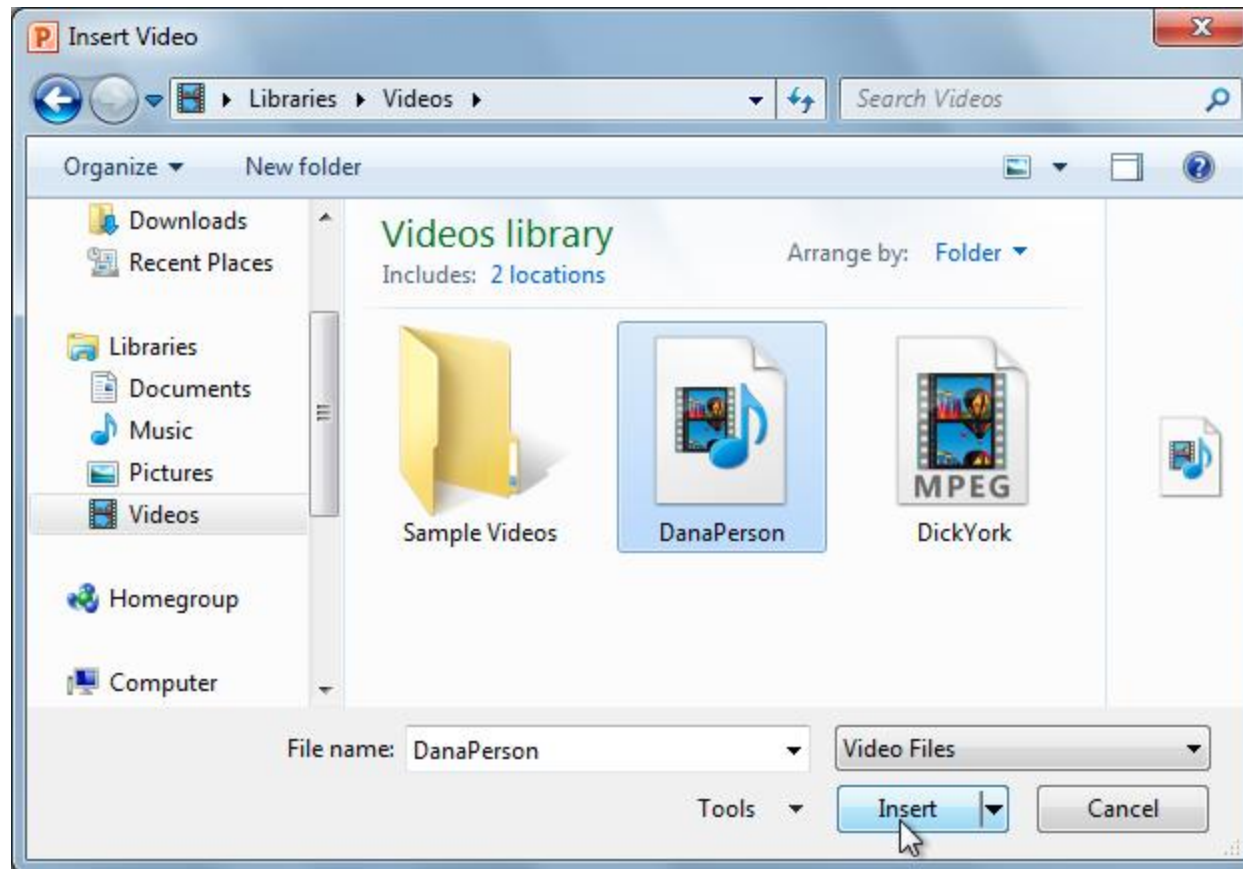 P Insert Video
Libraries Videos
Search Videos
Organize New folder
Downloads
Recent Places
Libraries
Documents
Music
Pictures
Videos
Homegroup
Computer
Videos library
Includes: 2 locations
Arrange by: Folder
Sample Videos
DanaPerson
MPEG
DickYork
File name: DanaPerson
Video Files
Tools Insert Cancel